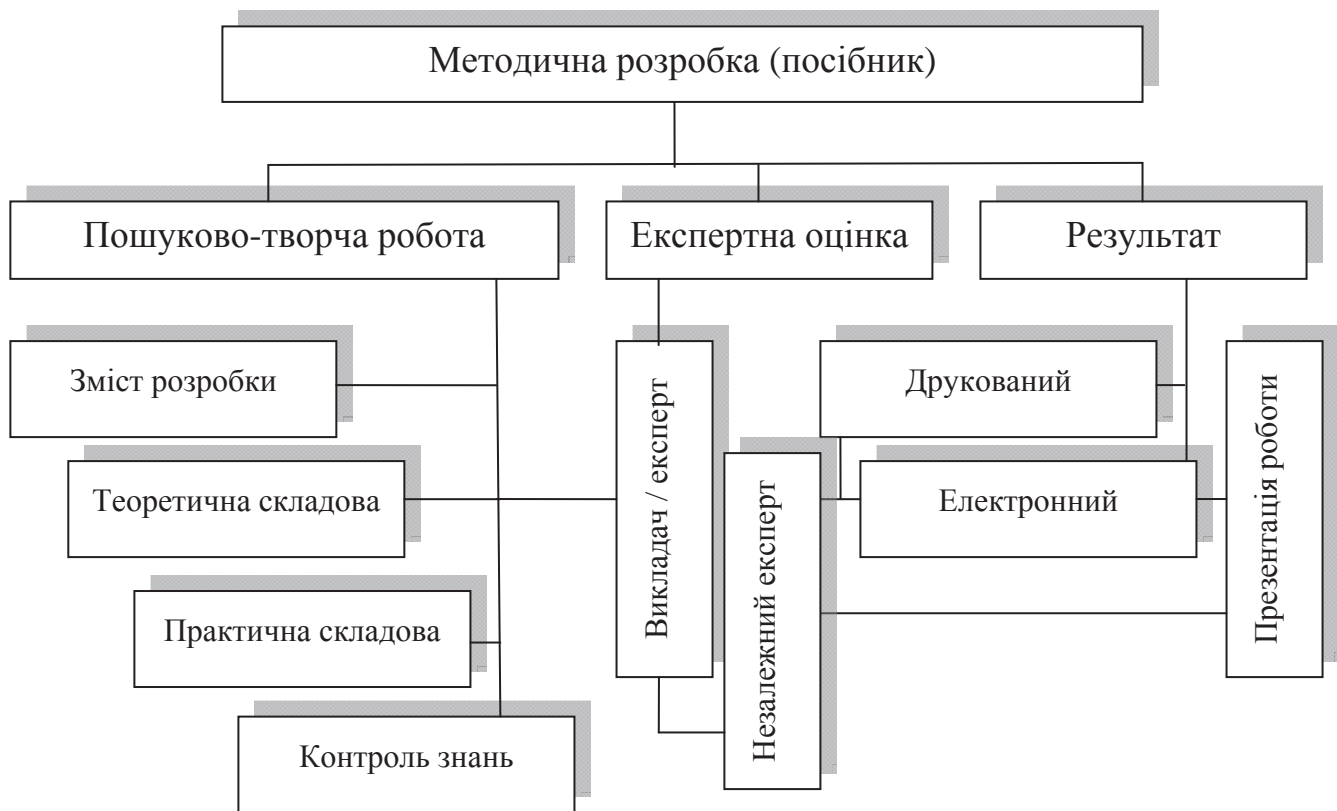 Методична розробка (посібник)
Пошуково-творча робота
Експертна оцінка
Результат
Зміст розробки
Теоретична складова
Практична складова
Контроль знань
Викладач / експерт
Незалежний експерт
Друкований
Електронний
Презентація роботи